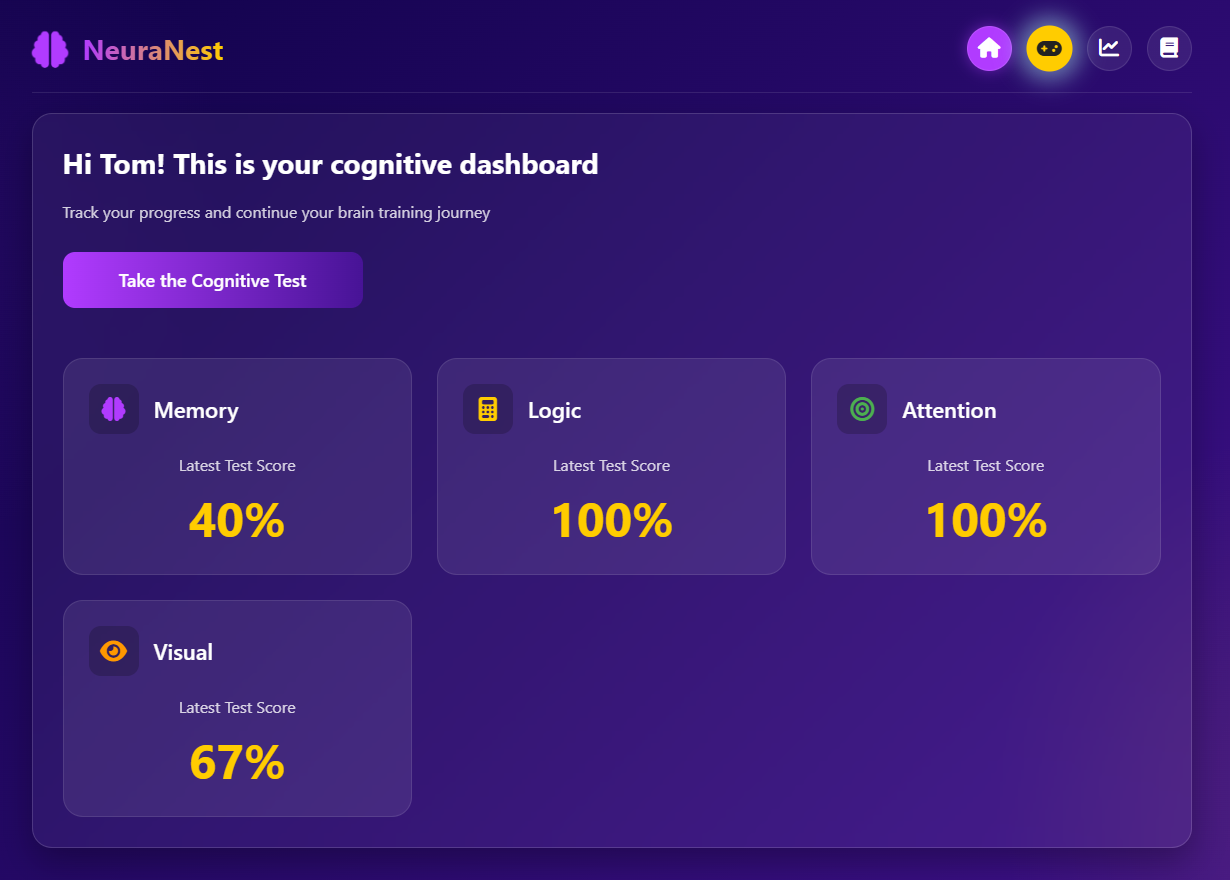 NeuraNest
Hi Tom! This is your cognitive dashboard
Track your progress and continue your brain training journey
Take the Cognitive Test
Memory
Latest Test Score
40%
Logic
Latest Test Score
100%
Attention
Latest Test Score
100%
Visual
Latest Test Score
67%